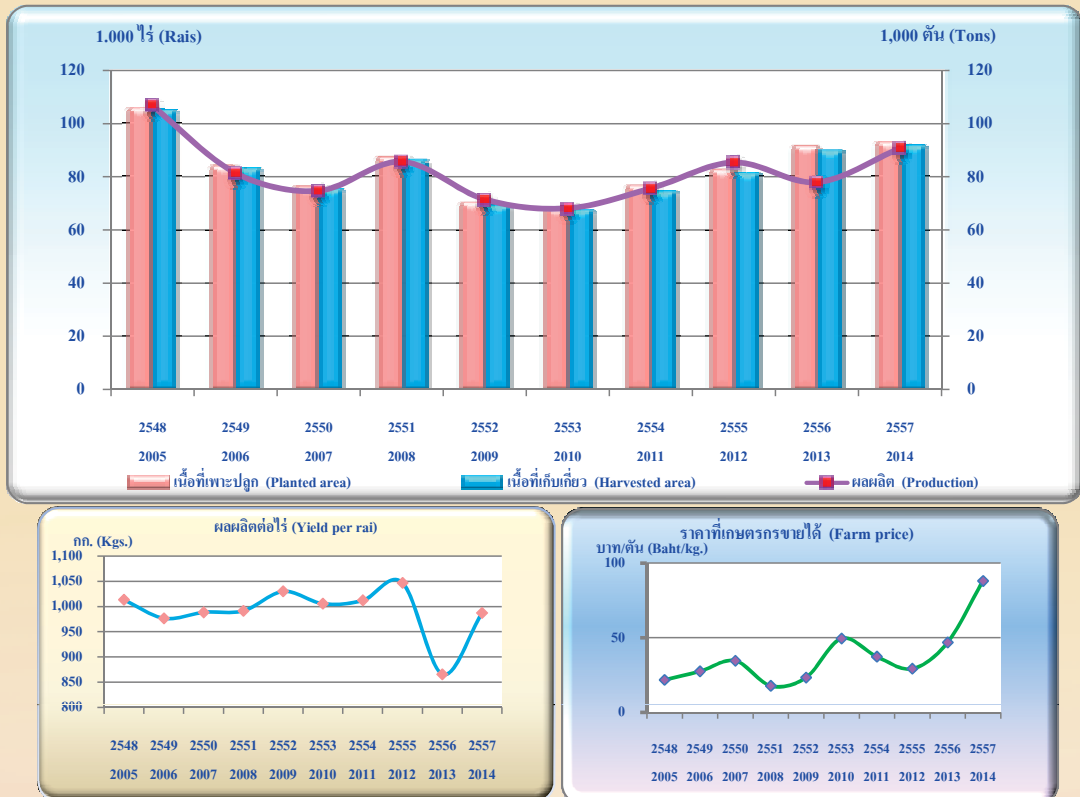 1.000 ไร่ (Rais) 1,000 ตัน (Tons)
120 120
100 100
80 80
60 60
40 40
20 20
0 0
2548 2549 2550 2551 2552 2553 2554 2555 2556 2557
2005 2006 2007 2008 2009 2010 2011 2012 2013 2014
เนื้อที่เพาะปลูก (Planted area) เนื้อที่เก็บเกี่ยว (Harvested area) ผลผลิต (Production)
ผลผลิตต่อไร่ (Yield per rai)
กก. (Kgs.)
1,100
1,050
1,000
950
900
850
800
2548 2549 2550 2551 2552 2553 2554 2555 2556 2557
2005 2006 2007 2008 2009 2010 2011 2012 2013 2014
ราคาที่เกษตรกรขายได้ (Farm price)
บาท/ตัน (Baht/kg.)
100
50
0
2548 2549 2550 2551 2552 2553 2554 2555 2556 2557
2005 2006 2007 2008 2009 2010 2011 2012 2013 2014